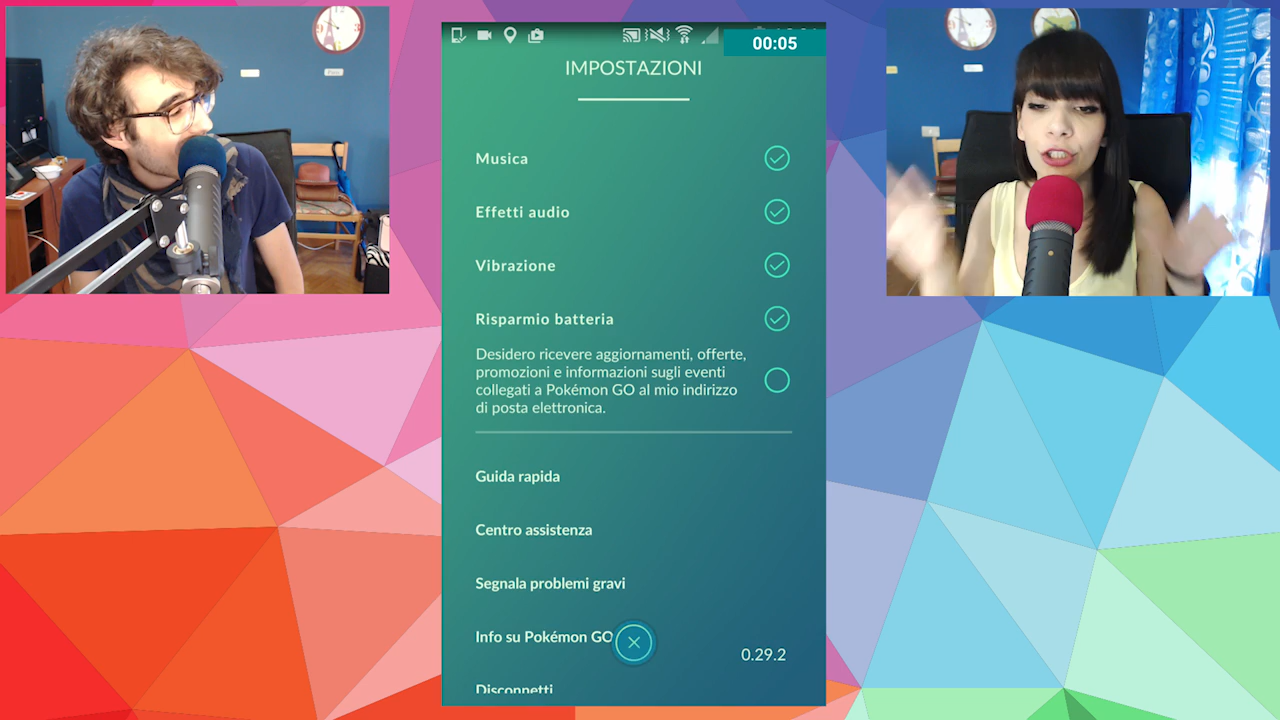 00:05
IMPOSTAZIONI
Musica
Effetti audio
Vibrazione
Risparmio batteria
Desidero ricevere aggiornamenti, offerte,
promozioni e informazioni sugli eventi
collegati a Pokémon GO al mio indirizzo
di posta elettronica.
Guida rapida
Centro assistenza
Segnala problemi gravi
Info su Pokémon GO
0.29.2
Disconnetti